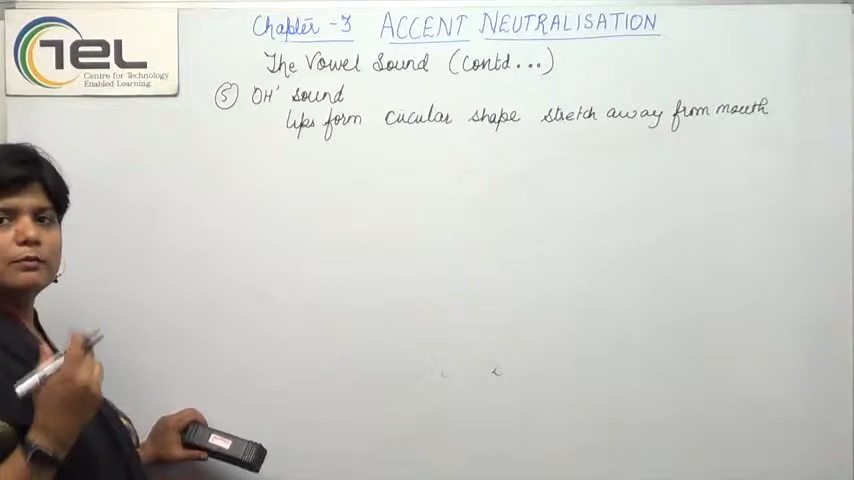 TEL
Centre for Technology
Enabled Learning
Chapter - 3 ACCENT NEUTRALISATION
The Vowel Sound (Contd...)
(5) 'OH' sound
lips form circular shape stretch away from mouth